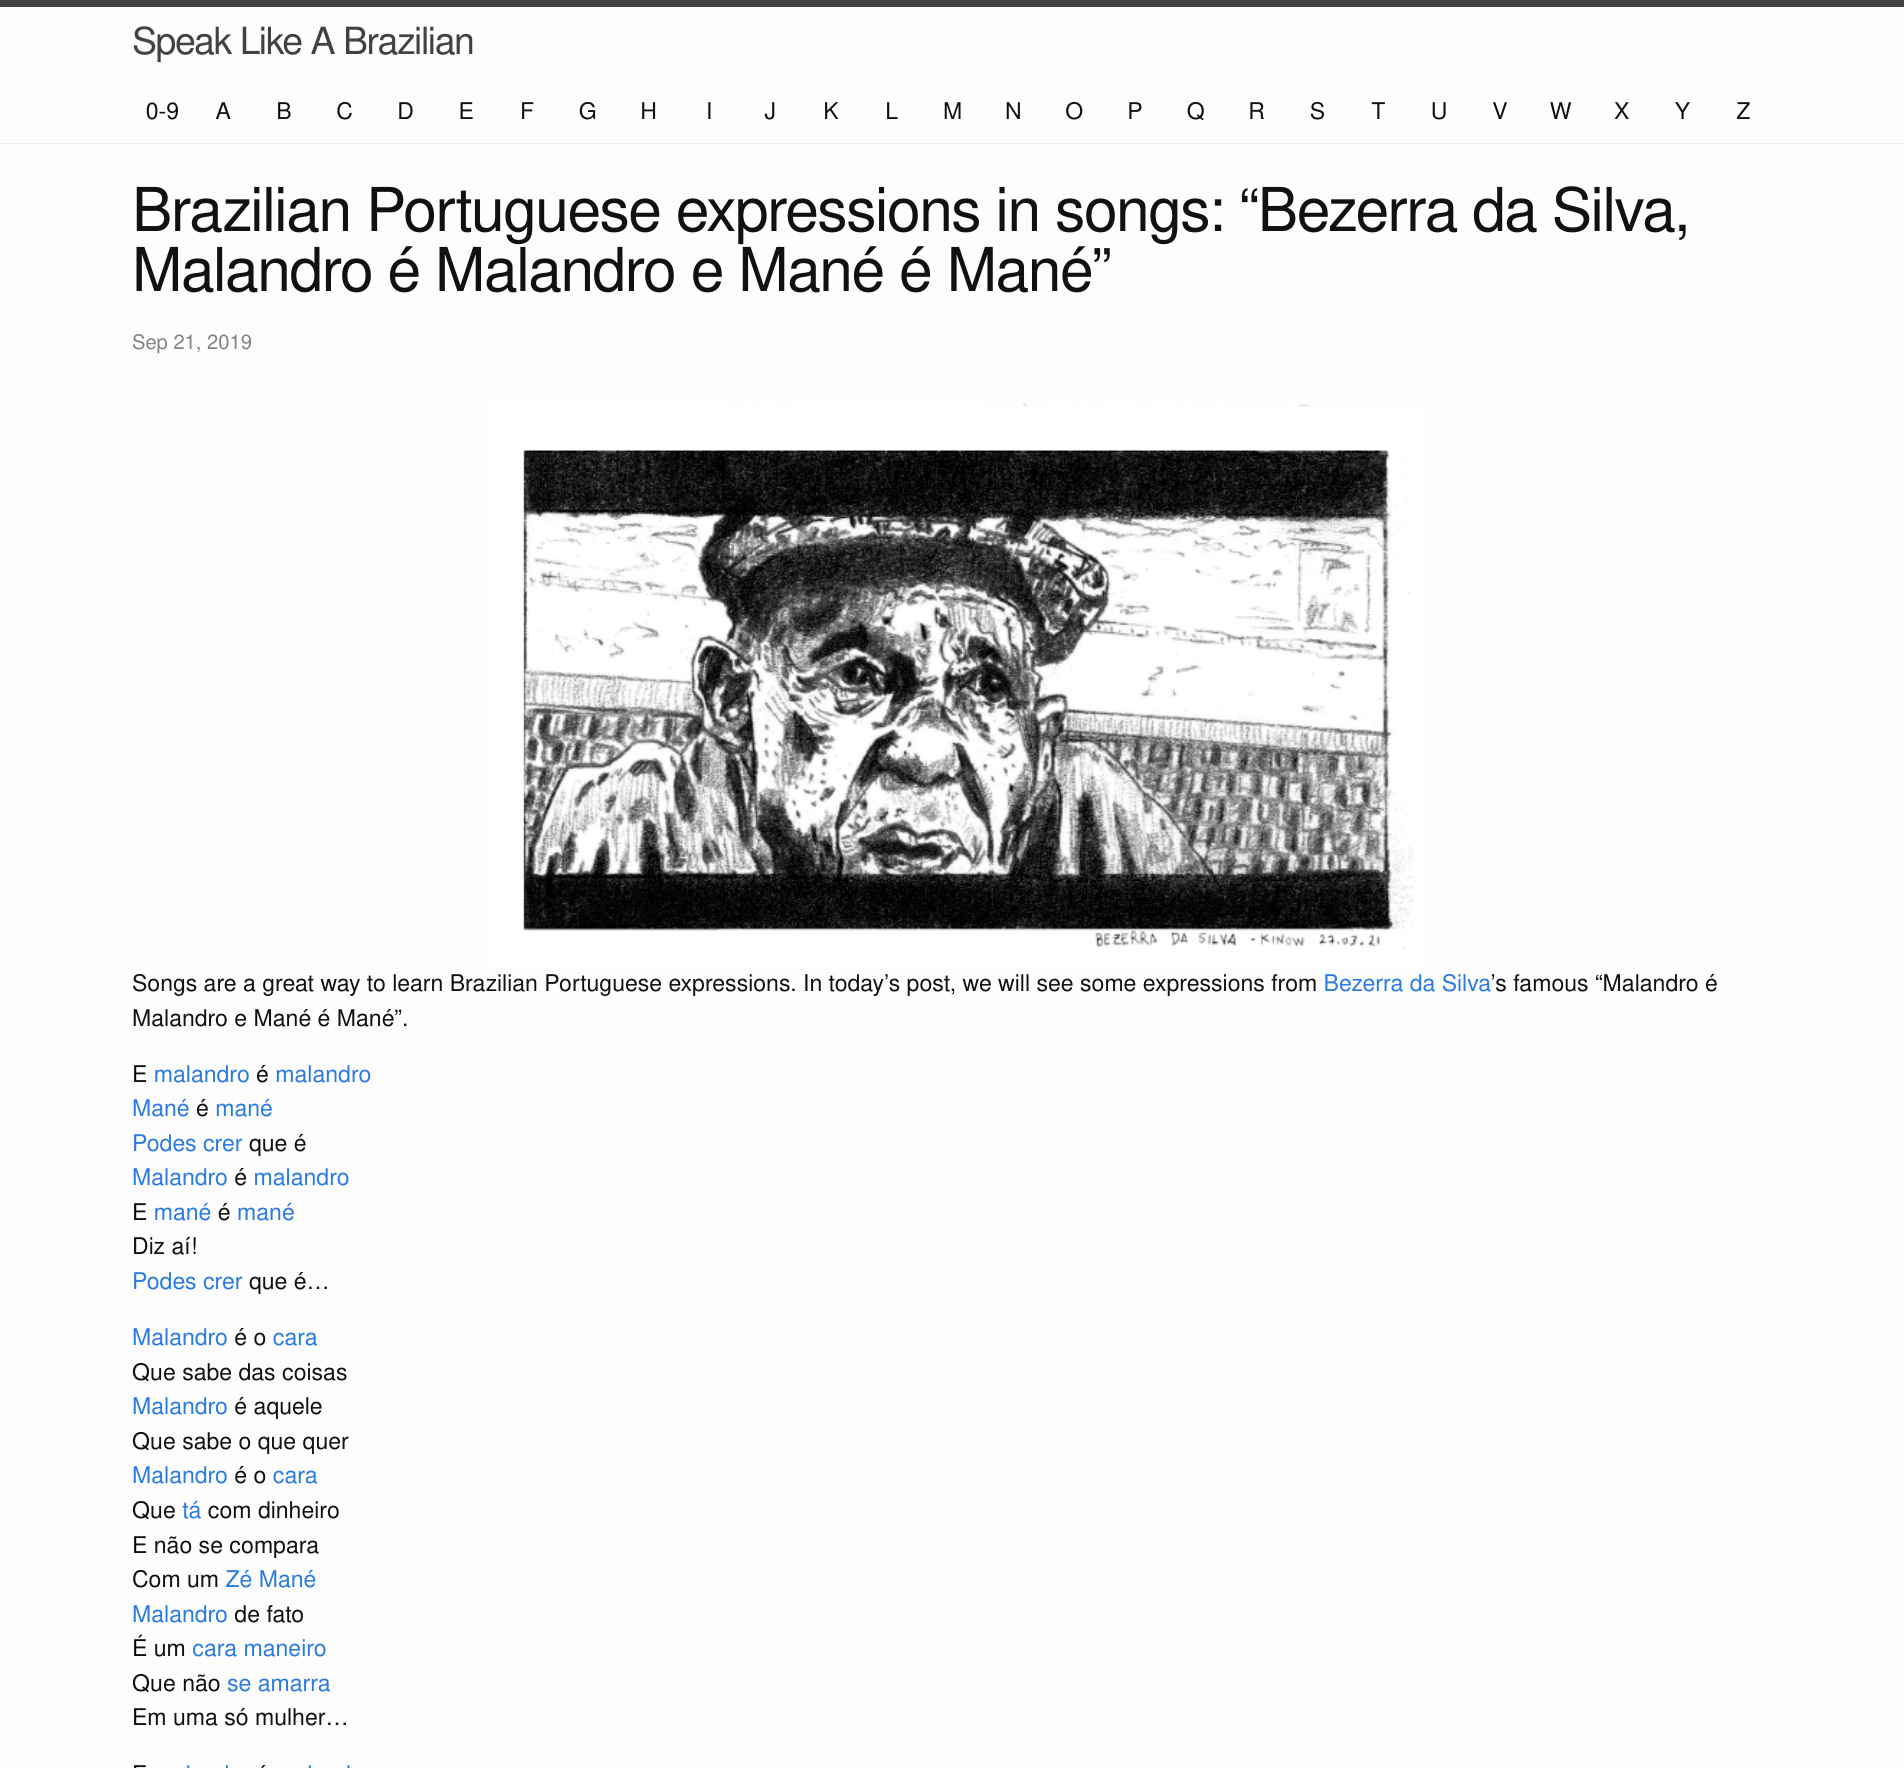 Speak Like A Brazilian
0-9 A B C D E F G H I J K L M N O P Q R S T U V W X Y Z
Brazilian Portuguese expressions in songs: “Bezerra da Silva,
Malandro é Malandro e Mané é Mané”
Sep 21, 2019
BEZERRA DA SILVA - KINOW 27.03.21
Songs are a great way to learn Brazilian Portuguese expressions. In today’s post, we will see some expressions from Bezerra da Silva’s famous “Malandro é
Malandro e Mané é Mané”.
E malandro é malandro
Mané é mané
Podes crer que é
Malandro é malandro
E mané é mané
Diz aí!
Podes crer que é…
Malandro é o cara
Que sabe das coisas
Malandro é aquele
Que sabe o que quer
Malandro é o cara
Que tá com dinheiro
E não se compara
Com um Zé Mané
Malandro de fato
É um cara maneiro
Que não se amarra
Em uma só mulher…